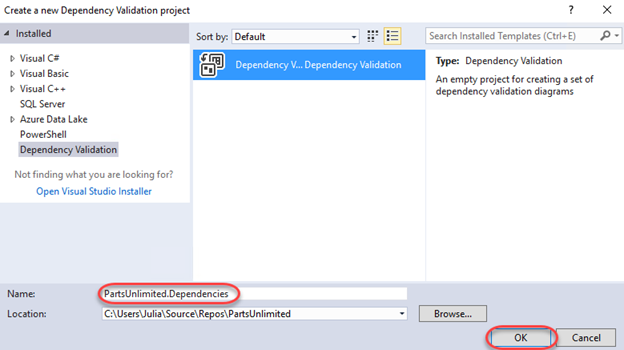 Create a new Dependency Validation project
Installed
Visual C#
Visual Basic
Visual C++
SQL Server
Azure Data Lake
PowerShell
Dependency Validation
Not finding what you are looking for?
Open Visual Studio Installer
Sort by: Default
Dependency V... Dependency Validation
Search Installed Templates (Ctrl+E)
Type: Dependency Validation
An empty project for creating a set of
dependency validation diagrams
Name: PartsUnlimited.Dependencies
Location: C:\Users\Julia\Source\Repos\PartsUnlimited Browse...
OK Cancel